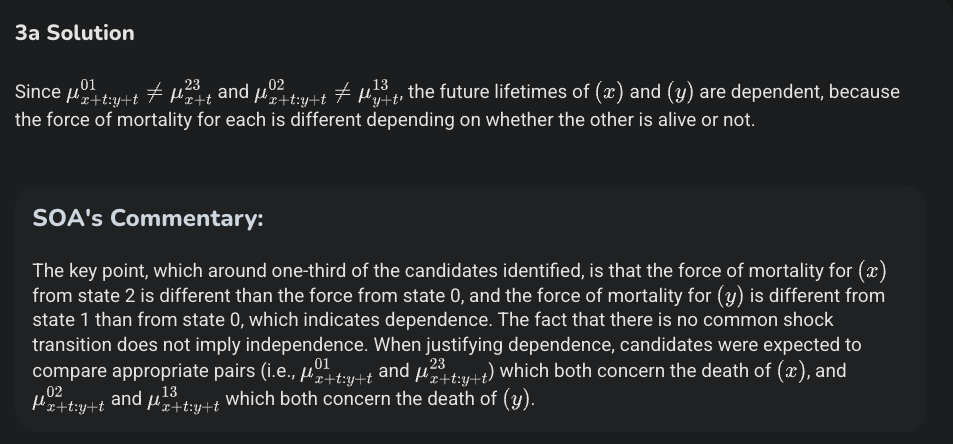 3a Solution
Since $\mu^{01}_{x+t:y+t} \neq \mu^{23}_{x+t}$ and $\mu^{02}_{x+t:y+t} \neq \mu^{13}_{y+t}$, the future lifetimes of $(x)$ and $(y)$ are dependent, because
the force of mortality for each is different depending on whether the other is alive or not.
SOA's Commentary:
The key point, which around one-third of the candidates identified, is that the force of mortality for $(x)$
from state 2 is different than the force from state 0, and the force of mortality for $(y)$ is different from
state 1 than from state 0, which indicates dependence. The fact that there is no common shock
transition does not imply independence. When justifying dependence, candidates were expected to
compare appropriate pairs (i.e., $\mu^{01}_{x+t:y+t}$ and $\mu^{23}_{x+t:y+t}$) which both concern the death of $(x)$, and
$\mu^{02}_{x+t:y+t}$ and $\mu^{13}_{x+t:y+t}$ which both concern the death of $(y)$.